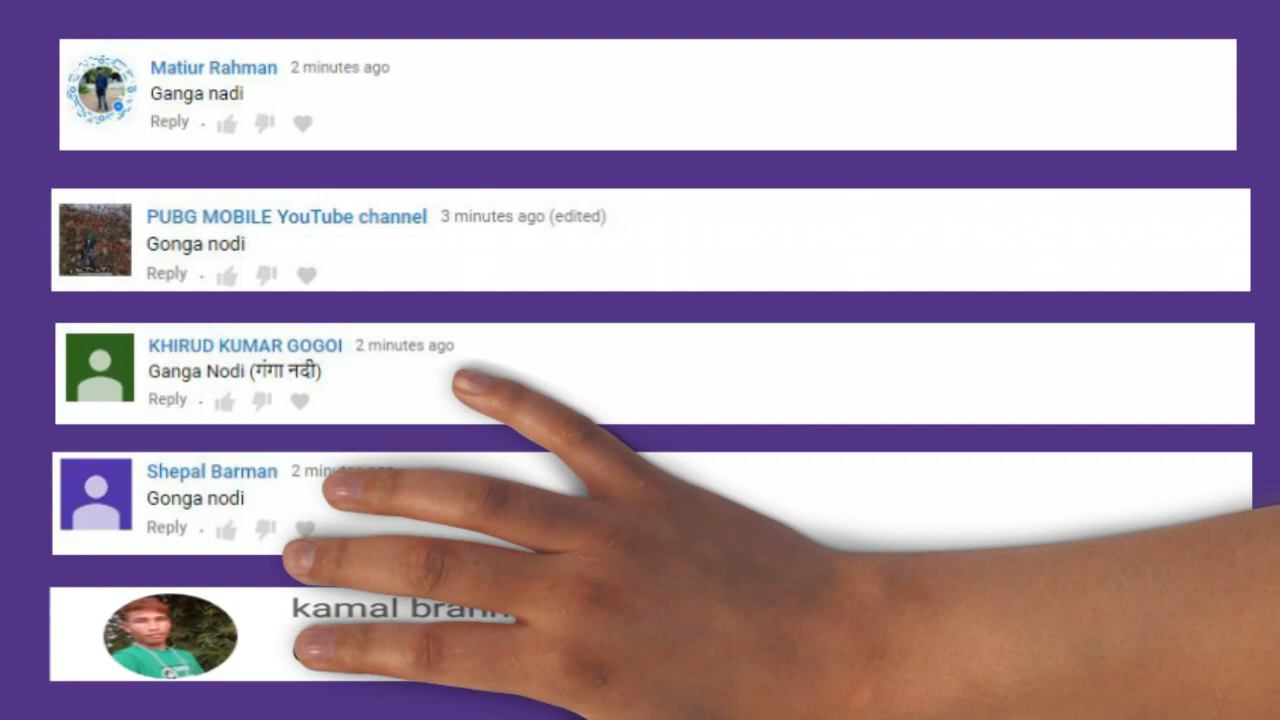 Matiur Rahman 2 minutes ago
Ganga nadi
Reply .
PUBG MOBILE YouTube channel 3 minutes ago (edited)
Gonga nodi
Reply .
KHIRUD KUMAR GOGOI 2 minutes ago
Ganga Nodi (गंगा नदी)
Reply .
Shepal Barman 2 minutes ago
Gonga nodi
Reply .
kamal